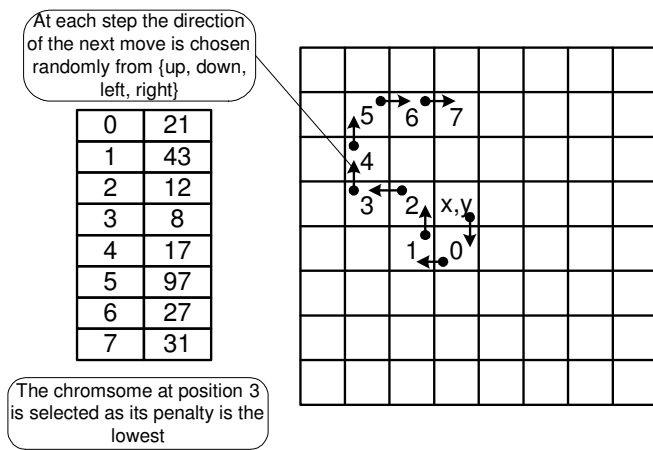 At each step the direction
of the next move is chosen
randomly from {up, down,
left, right}
0 21
1 43
2 12
3 8
4 17
5 97
6 27
7 31
The chromsome at position 3
is selected as its penalty is the
lowest
5 6 7
4
3 2 x,y
1 0